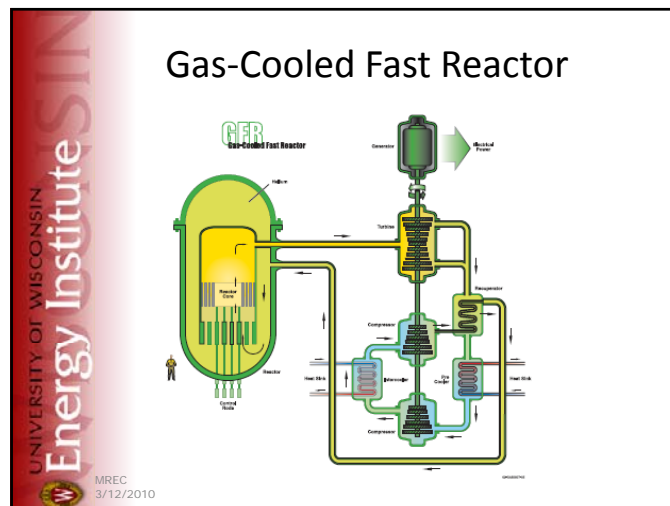 Gas-Cooled Fast Reactor
UNIVERSITY OF WISCONSIN
Energy Institute
GFR
Gas-Cooled Fast Reactor
Generator
Electrical
Power
Helium
Turbine
Reactor
Core
Recuperator
Compressor
Reactor
Heat Sink
Intercooler
Pre
Cooler
Heat Sink
Control
Rods
Compressor
MREC
3/12/2010